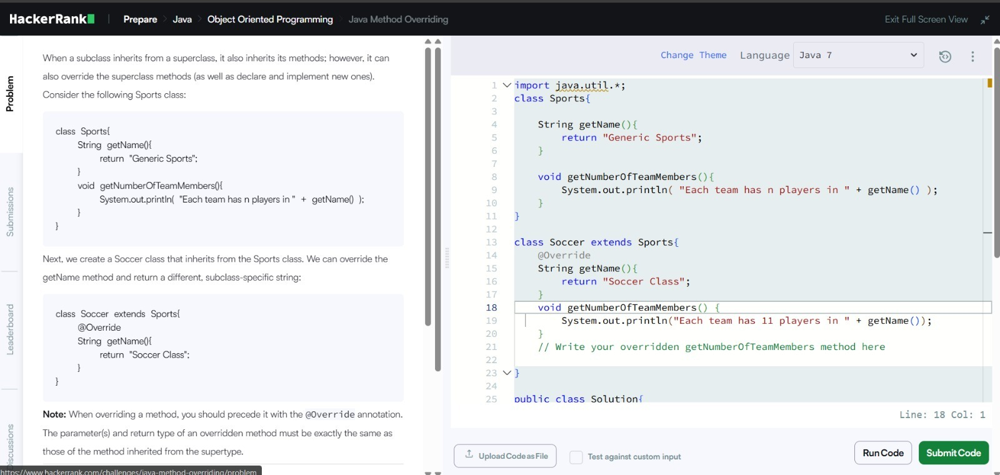 HackerRank | Prepare > Java > Object Oriented Programming > Java Method Overriding
Exit Full Screen View
Problem
Submissions
Leaderboard
Discussions
When a subclass inherits from a superclass, it also inherits its methods; however, it can
also override the superclass methods (as well as declare and implement new ones).
Consider the following Sports class:
class Sports{
String getName(){
return "Generic Sports";
}
void getNumberOfTeamMembers(){
System.out.println( "Each team has n players in " + getName() );
}
}
Next, we create a Soccer class that inherits from the Sports class. We can override the
getName method and return a different, subclass-specific string:
class Soccer extends Sports{
@Override
String getName(){
return "Soccer Class";
}
}
Note: When overriding a method, you should precede it with the @Override annotation.
The parameter(s) and return type of an overridden method must be exactly the same as
those of the method inherited from the supertype.
https://www.hackerrank.com/challenges/java-method-overriding/problem
Change Theme Language Java 7
1 import java.util.*;
2 class Sports{
3
4 String getName(){
5 return "Generic Sports";
6 }
7
8 void getNumberOfTeamMembers(){
9 System.out.println( "Each team has n players in " + getName() );
10 }
11 }
12
13 class Soccer extends Sports{
14 @Override
15 String getName(){
16 return "Soccer Class";
17 }
18 void getNumberOfTeamMembers() {
19 System.out.println("Each team has 11 players in " + getName());
20 }
21 // Write your overridden getNumberOfTeamMembers method here
22
23 }
24
25 public class Solution{
Line: 18 Col: 1
Upload Code as File
Test against custom input
Run Code
Submit Code